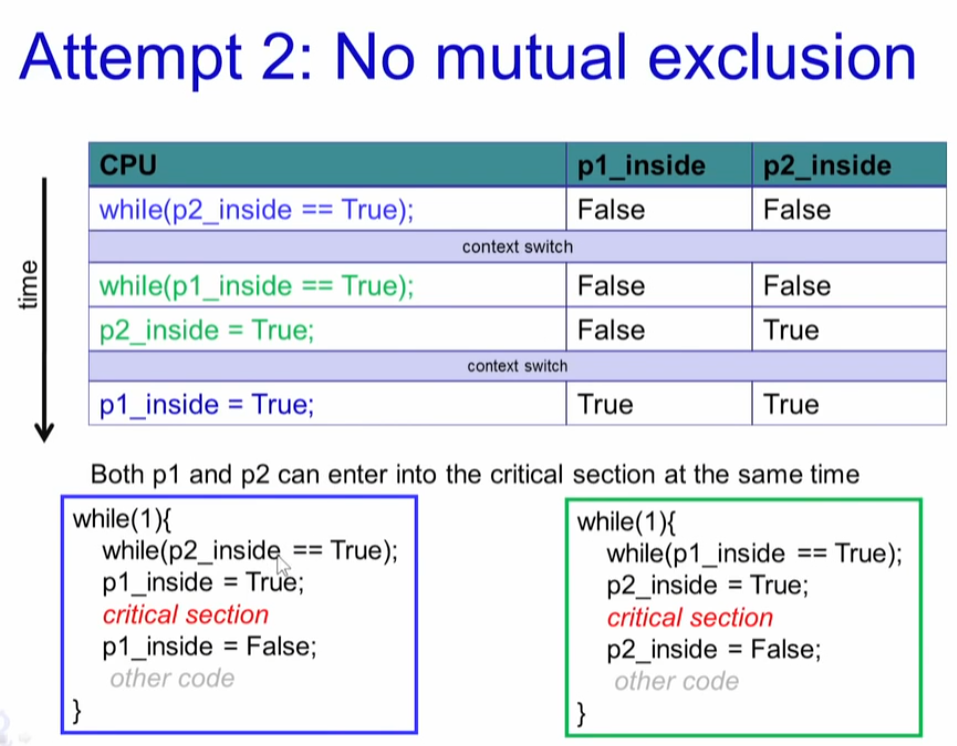 Attempt 2: No mutual exclusion
CPU p1_inside p2_inside
while(p2_inside == True); False False
context switch
while(p1_inside == True); False False
p2_inside = True; False True
context switch
p1_inside = True; True True
time
Both p1 and p2 can enter into the critical section at the same time
while(1){
while(p2_inside == True);
p1_inside = True;
critical section
p1_inside = False;
other code
}
while(1){
while(p1_inside == True);
p2_inside = True;
critical section
p2_inside = False;
other code
}